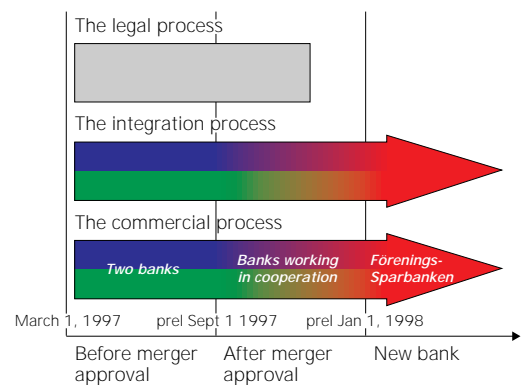 The legal process
The integration process
The commercial process
Two banks
Banks working
in cooperation
Förenings-
Sparbanken
March 1, 1997 prel Sept 1 1997 prel Jan 1, 1998
Before merger
approval
After merger
approval
New bank